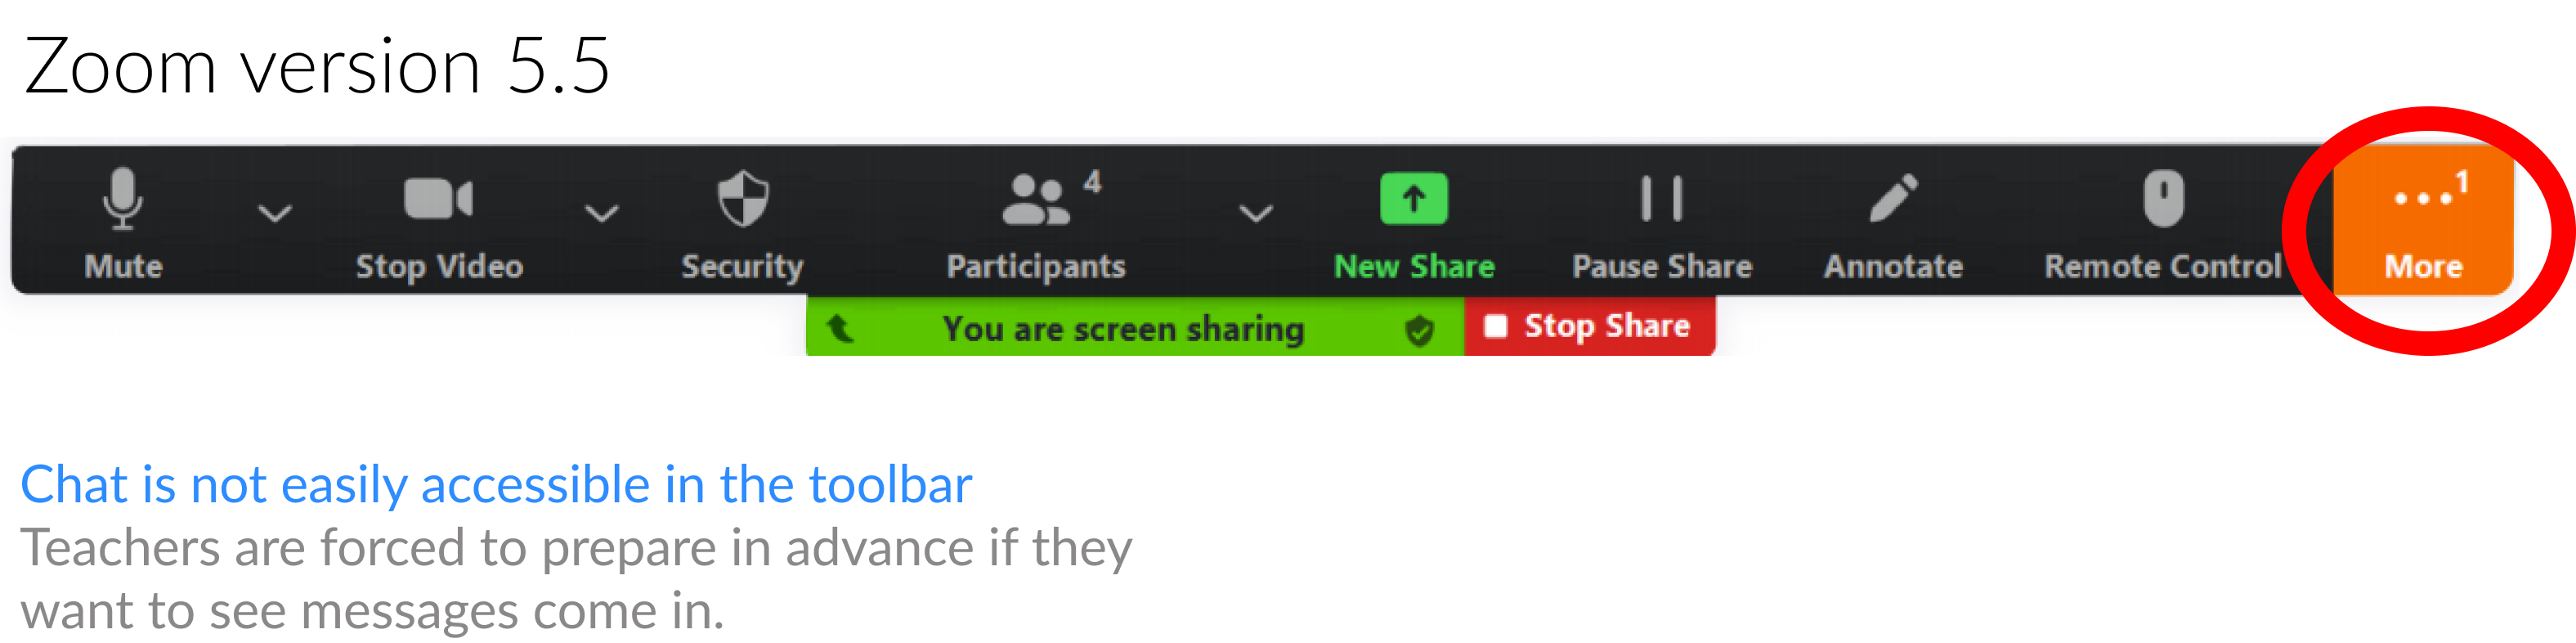 Zoom version 5.5
4
1
Mute
Stop Video
Security
Participants
New Share
Pause Share
Annotate
Remote Control
More
You are screen sharing
Stop Share
Chat is not easily accessible in the toolbar
Teachers are forced to prepare in advance if they
want to see messages come in.